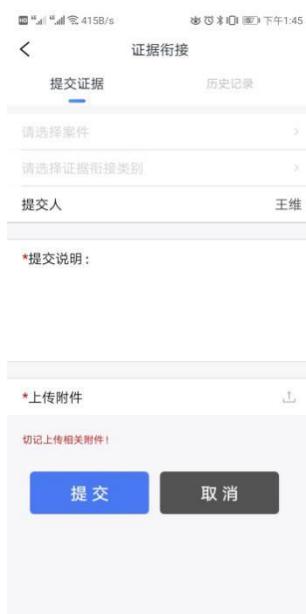 415B/s 下午1:45
证据衔接
提交证据 历史记录
请选择案件
请选择证据衔接类别
提交人 王维
*提交说明：
*上传附件
切记上传相关附件！
提交 取消